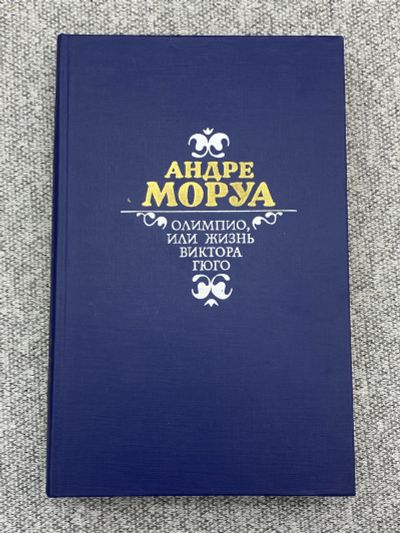 АНДРЕ
МОРУА
ОЛИМПИО,
ИЛИ ЖИЗНЬ
ВИКТОРА
ГЮГО